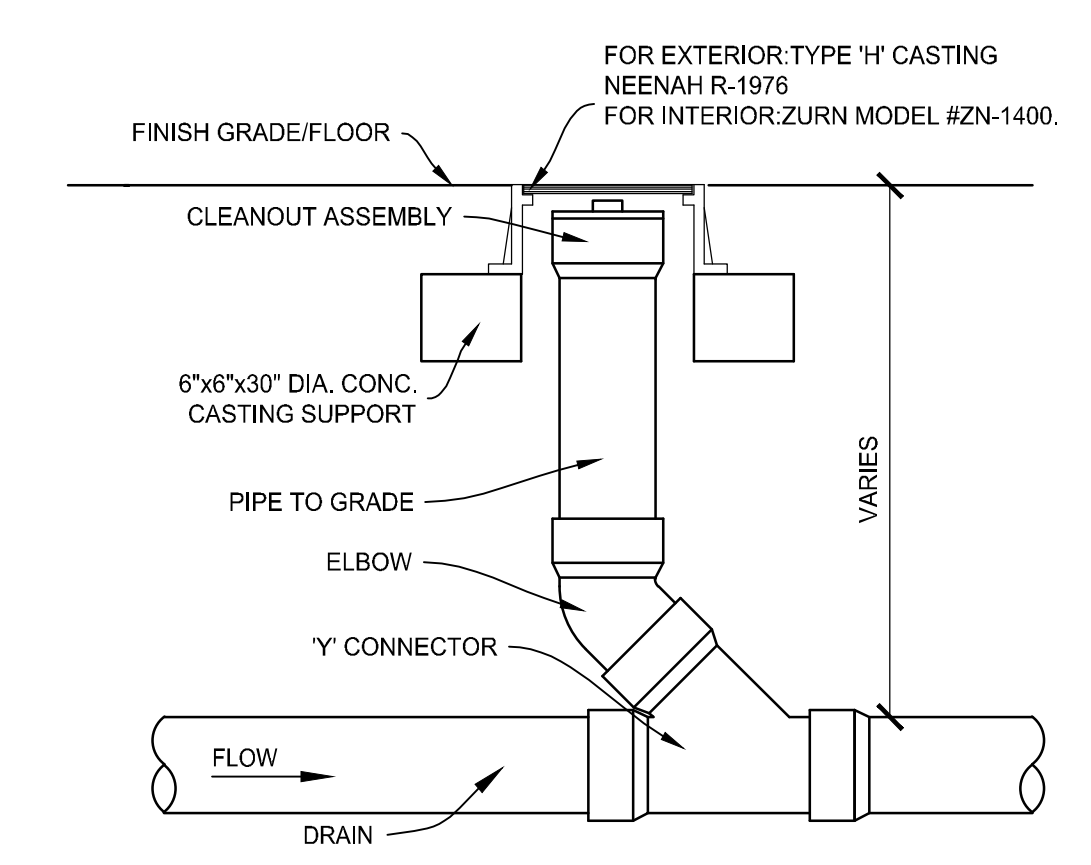 FOR EXTERIOR:TYPE 'H' CASTING
NEENAH R-1976
FOR INTERIOR:ZURN MODEL #ZN-1400.
FINISH GRADE/FLOOR
CLEANOUT ASSEMBLY
6"x6"x30" DIA. CONC.
CASTING SUPPORT
VARIES
PIPE TO GRADE
ELBOW
'Y' CONNECTOR
FLOW
DRAIN